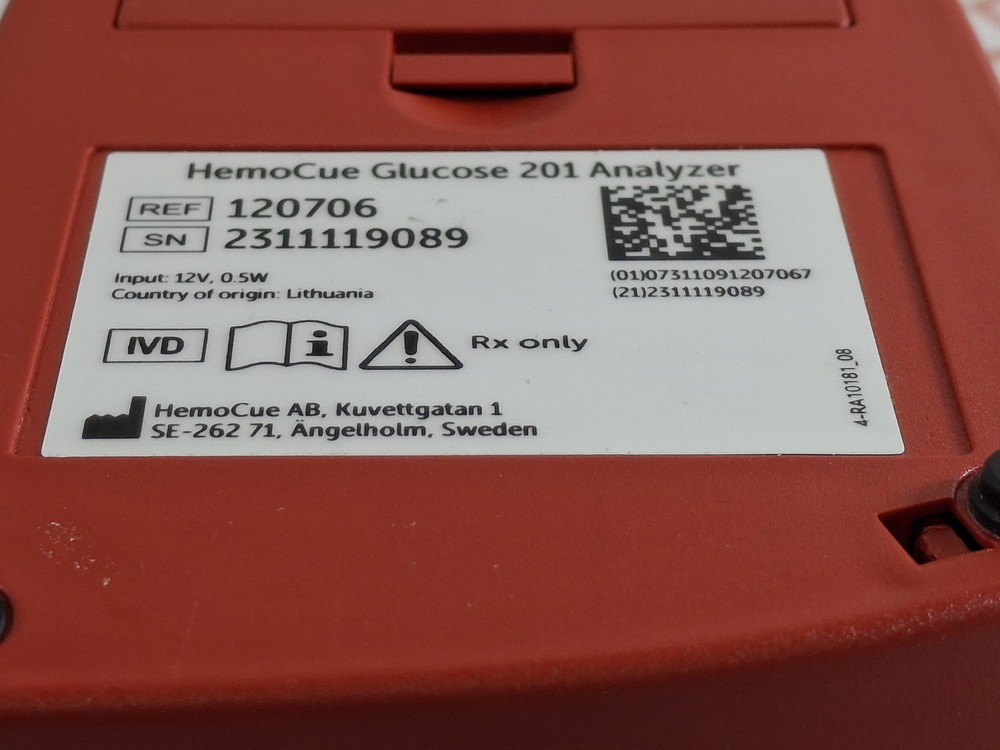 HemoCue Glucose 201 Analyzer
REF 120706
SN 2311119089
(01)07311091207067
(21)2311119089
Input: 12V, 0.5W
Country of origin: Lithuania
IVD
Rx only
HemoCue AB, Kuvettgatan 1
SE-262 71, Ängelholm, Sweden
4-RA10181_08